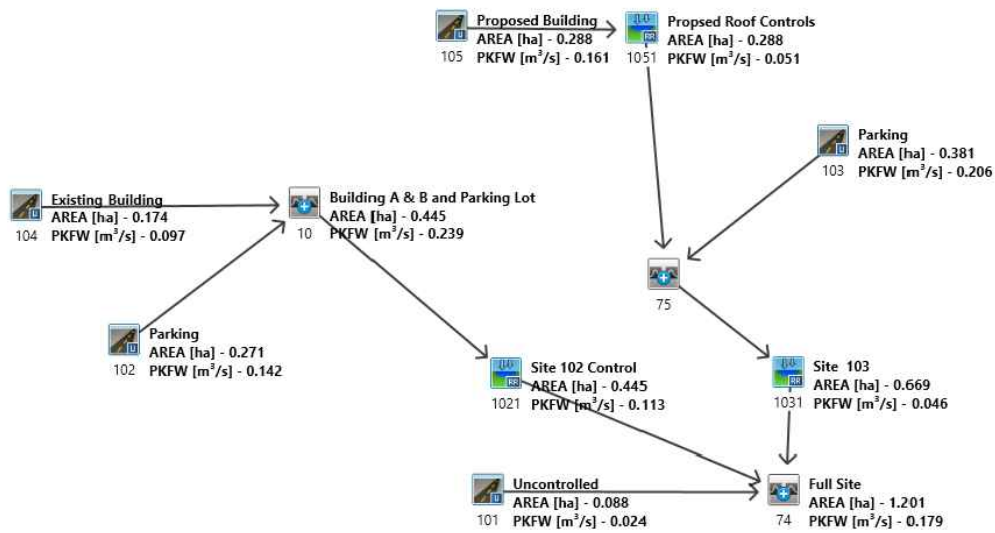 Proposed Building
AREA [ha] - 0.288
PKFW [m³/s] - 0.161
105
Propsed Roof Controls
AREA [ha] - 0.288
PKFW [m³/s] - 0.051
1051
Parking
AREA [ha] - 0.381
PKFW [m³/s] - 0.206
103
Existing Building
AREA [ha] - 0.174
PKFW [m³/s] - 0.097
104
Building A & B and Parking Lot
AREA [ha] - 0.445
PKFW [m³/s] - 0.239
10
75
Parking
AREA [ha] - 0.271
PKFW [m³/s] - 0.142
102
Site 102 Control
AREA [ha] - 0.445
PKFW [m³/s] - 0.113
1021
Site 103
AREA [ha] - 0.669
PKFW [m³/s] - 0.046
1031
Uncontrolled
AREA [ha] - 0.088
PKFW [m³/s] - 0.024
101
Full Site
AREA [ha] - 1.201
PKFW [m³/s] - 0.179
74
U
RR
U
U
U
RR
RR
U